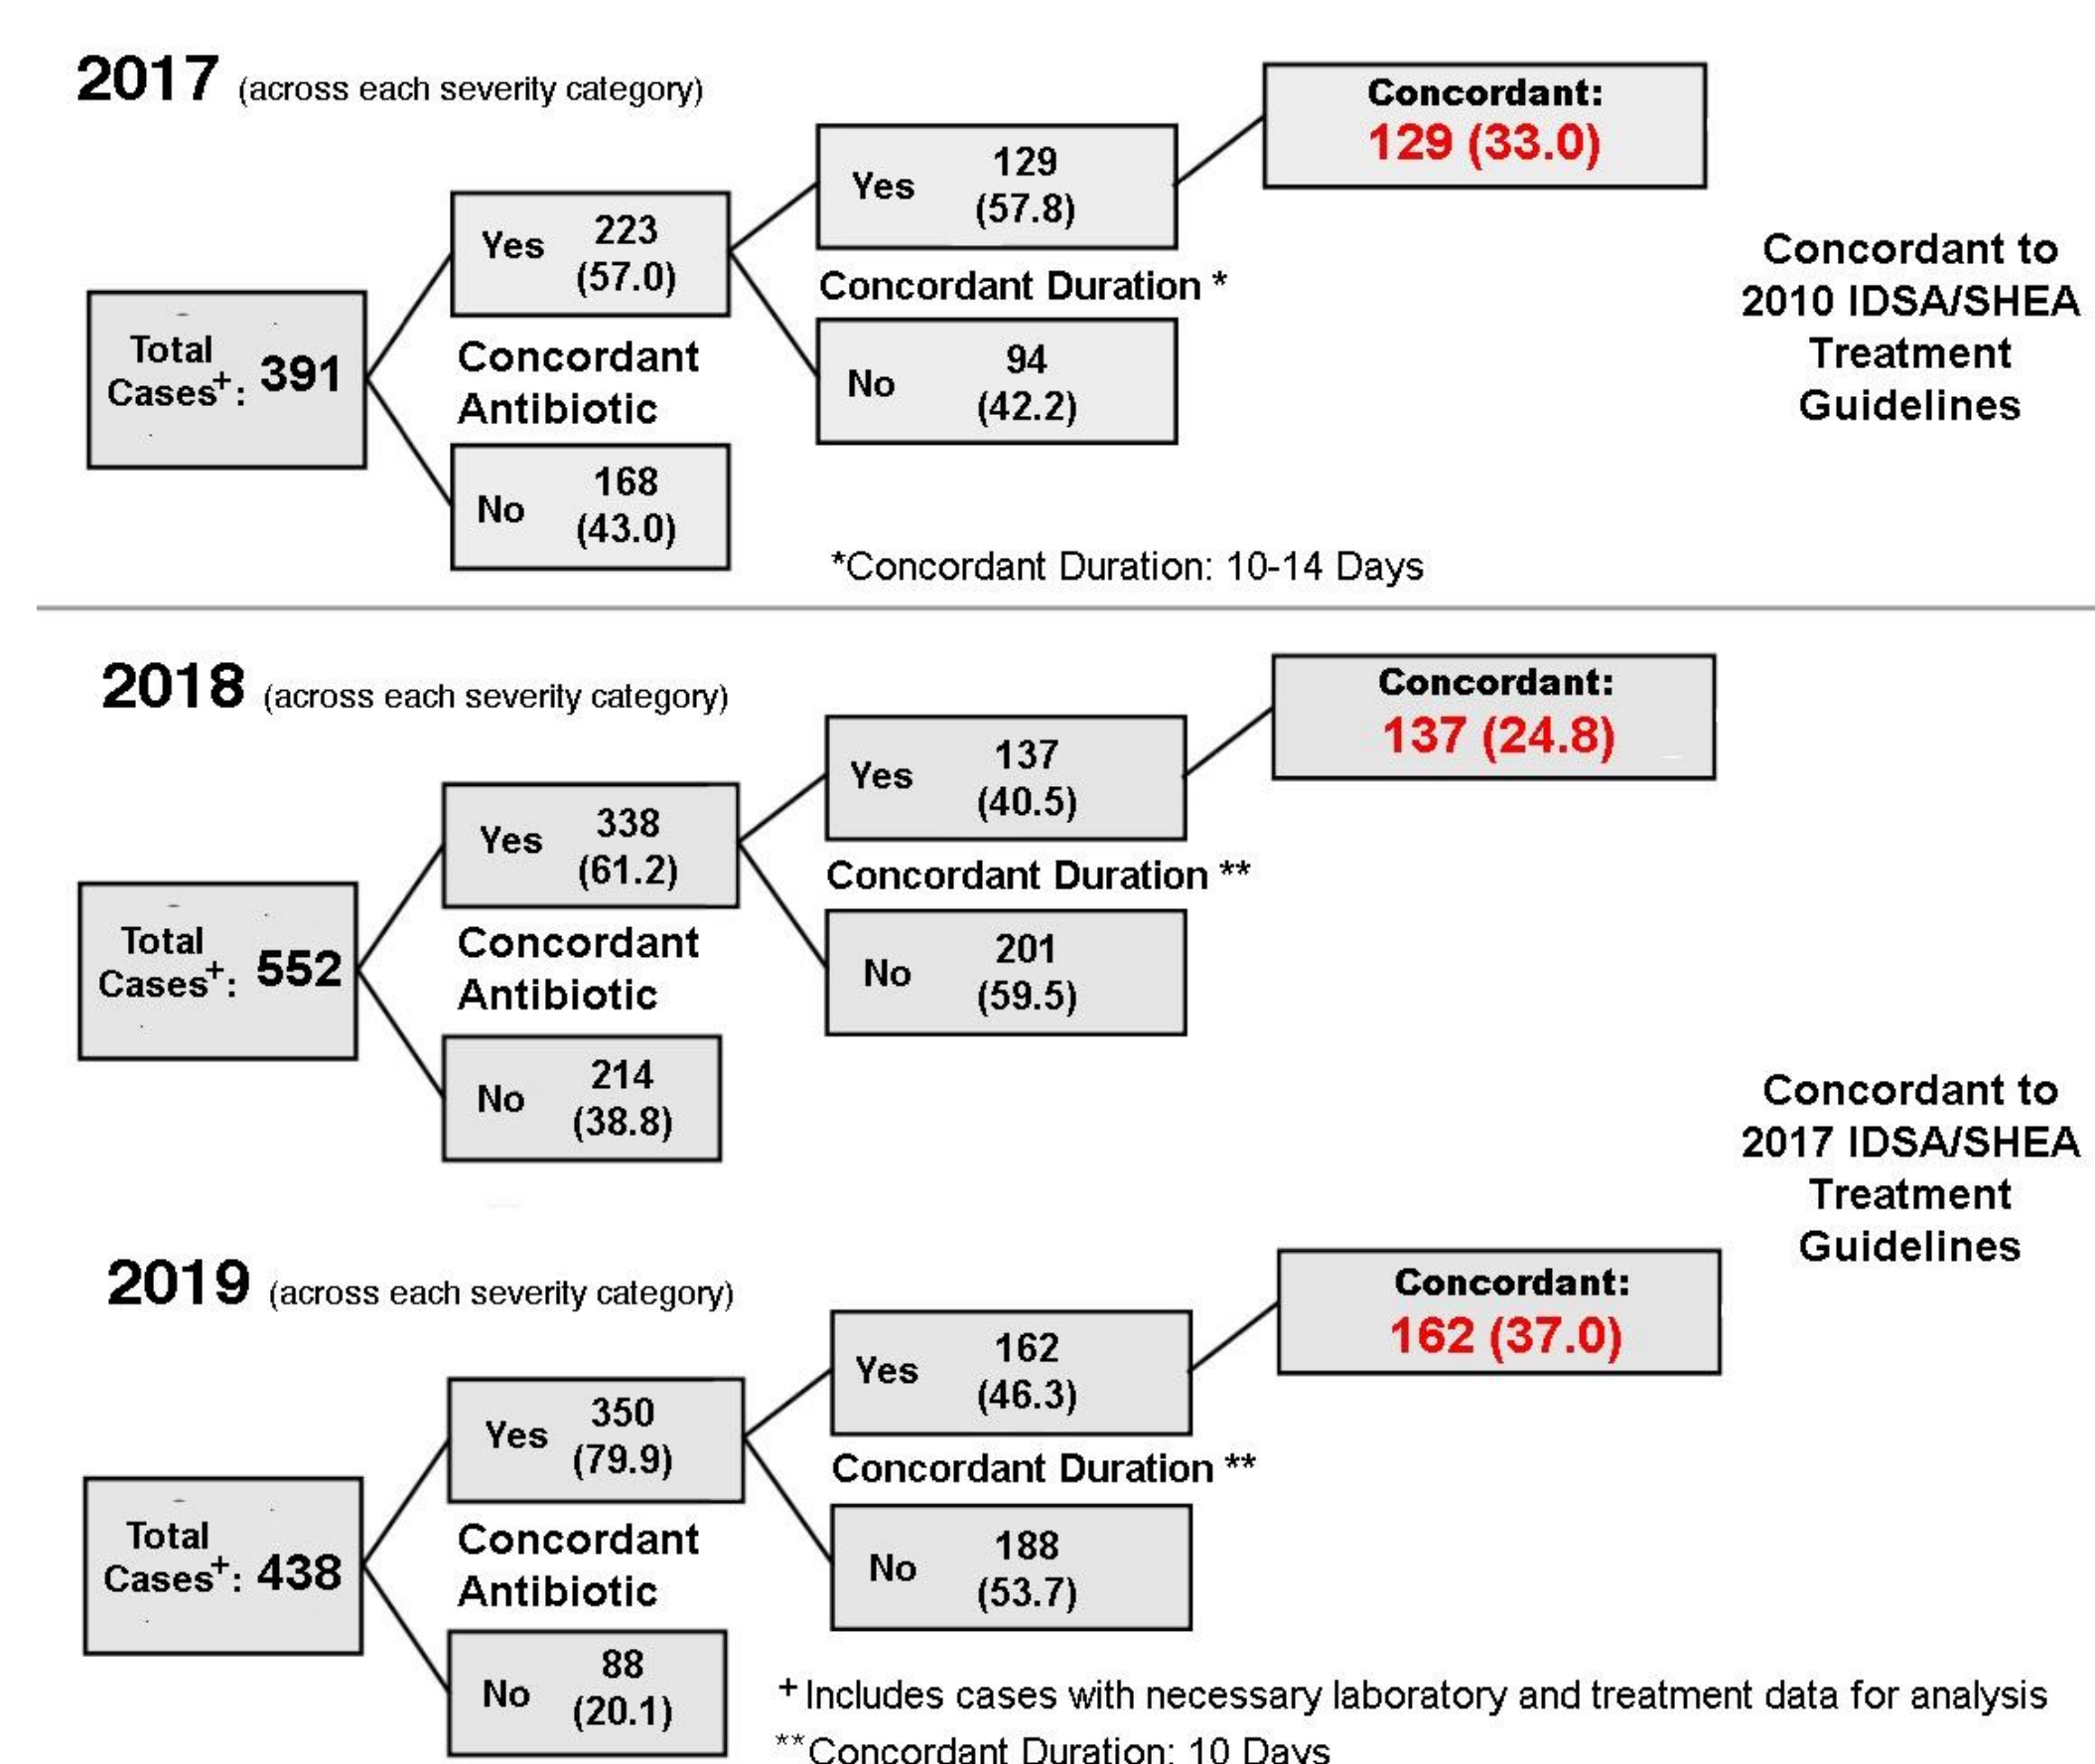 2017 (across each severity category)
Concordant:
129 (33.0)
Yes 129
(57.8)
Yes 223
(57.0)
Concordant Duration *
Concordant to
2010 IDSA/SHEA
Treatment
Guidelines
Total
Cases+: 391
Concordant
Antibiotic
No 94
(42.2)
No 168
(43.0)
*Concordant Duration: 10-14 Days
2018 (across each severity category)
Concordant:
137 (24.8)
Yes 137
(40.5)
Yes 338
(61.2)
Concordant Duration **
Total
Cases+: 552
Concordant
Antibiotic
No 201
(59.5)
No 214
(38.8)
Concordant to
2017 IDSA/SHEA
Treatment
Guidelines
2019 (across each severity category)
Concordant:
162 (37.0)
Yes 162
(46.3)
Yes 350
(79.9)
Concordant Duration **
Total
Cases+: 438
Concordant
Antibiotic
No 188
(53.7)
No 88
(20.1)
+ Includes cases with necessary laboratory and treatment data for analysis
**Concordant Duration: 10 Days